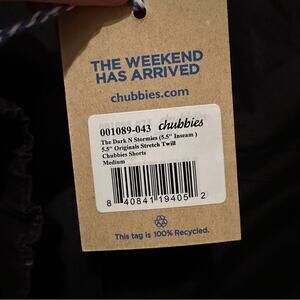 THE WEEKEND
HAS ARRIVED
chubbies.com
001089-043 chubbies
The Dark N Stormies (5.5" Inseam )
5.5" Originals Stretch Twill
Chubbies Shorts
Medium
8 40841 19405 2
This tag is 100% Recycled.